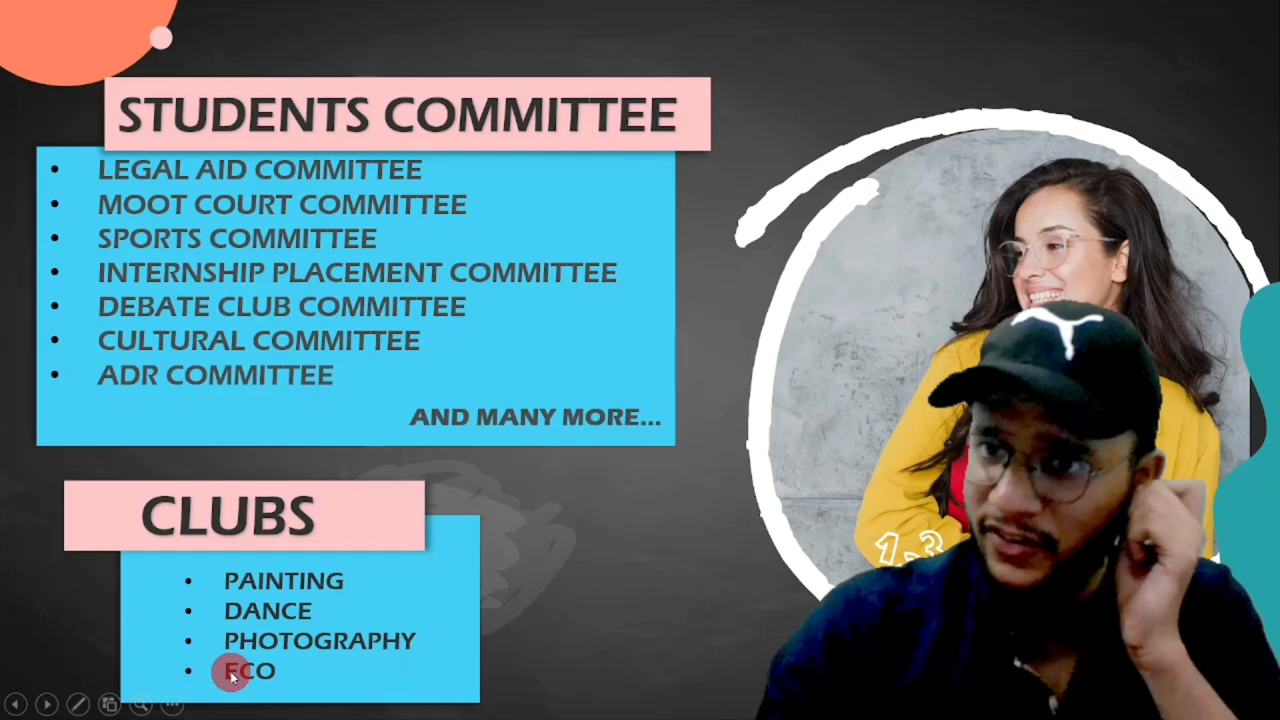 STUDENTS COMMITTEE
• LEGAL AID COMMITTEE
• MOOT COURT COMMITTEE
• SPORTS COMMITTEE
• INTERNSHIP PLACEMENT COMMITTEE
• DEBATE CLUB COMMITTEE
• CULTURAL COMMITTEE
• ADR COMMITTEE
AND MANY MORE...
CLUBS
• PAINTING
• DANCE
• PHOTOGRAPHY
• ECO